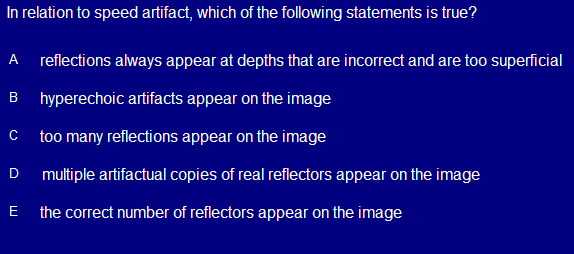 In relation to speed artifact, which of the following statements is true?
A reflections always appear at depths that are incorrect and are too superficial
B hyperechoic artifacts appear on the image
C too many reflections appear on the image
D multiple artifactual copies of real reflectors appear on the image
E the correct number of reflectors appear on the image